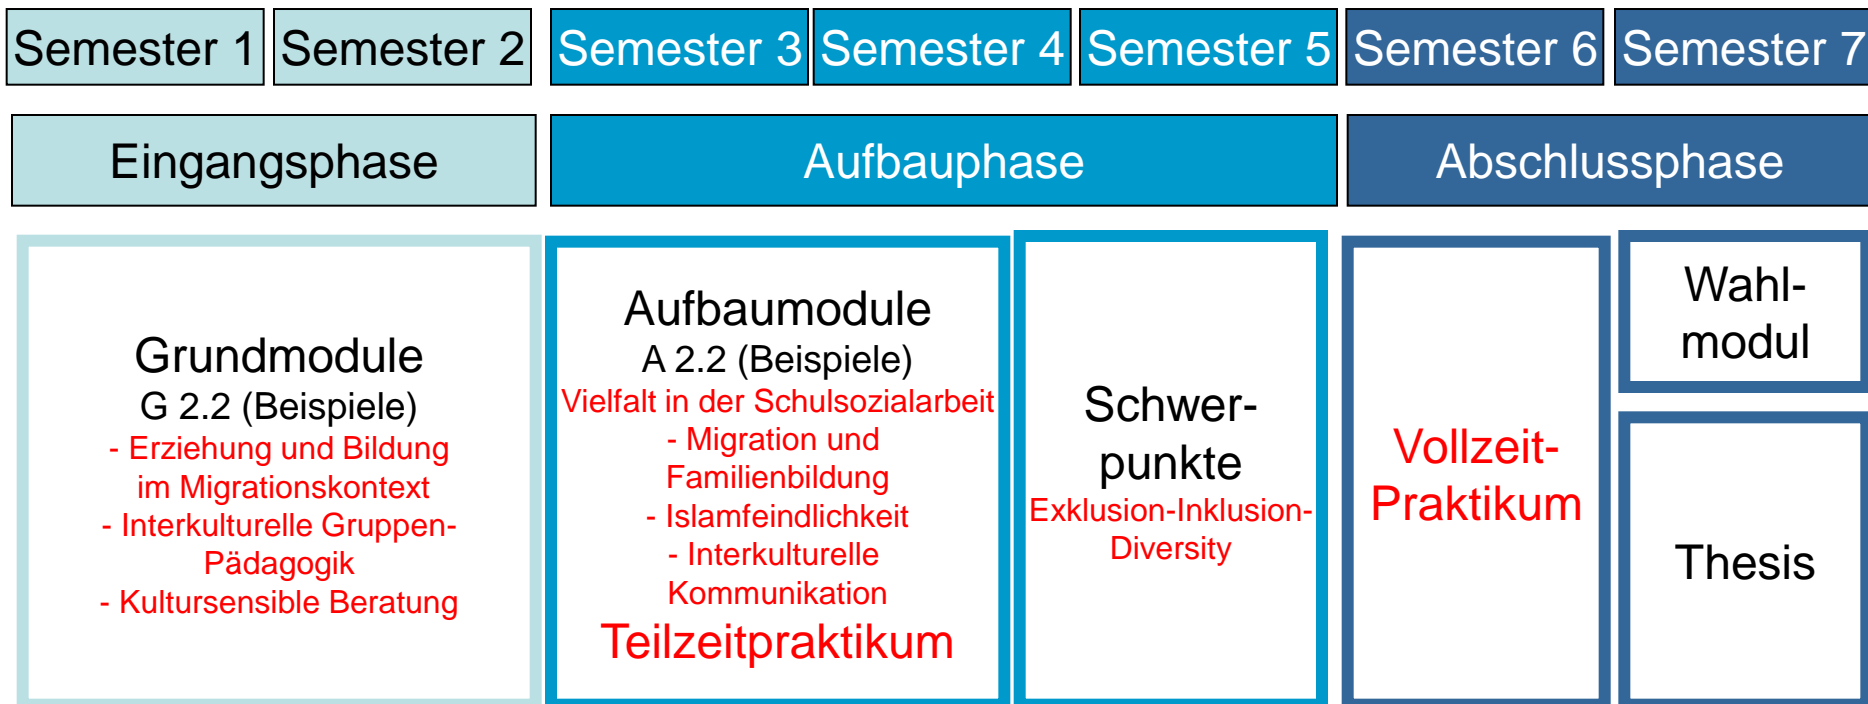 Semester 1
Semester 2
Semester 3
Semester 4
Semester 5
Semester 6
Semester 7
Eingangsphase
Aufbauphase
Abschlussphase
Grundmodule
G 2.2 (Beispiele)
- Erziehung und Bildung
im Migrationskontext
- Interkulturelle Gruppen-
Pädagogik
- Kultursensible Beratung
Aufbaumodule
A 2.2 (Beispiele)
Vielfalt in der Schulsozialarbeit
- Migration und
Familienbildung
- Islamfeindlichkeit
- Interkulturelle
Kommunikation
Teilzeitpraktikum
Schwer-
punkte
Exklusion-Inklusion-
Diversity
Vollzeit-
Praktikum
Wahl-
modul
Thesis